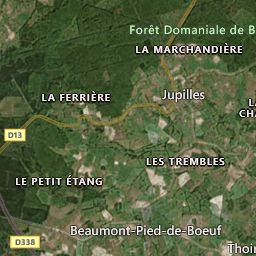 Forêt Domaniale de B
LA MARCHANDIÈRE
LA FERRIÈRE
Jupilles
LA
CHA
D13
LES TREMBLES
LE PETIT ÉTANG
Beaumont-Pied-de-Boeuf
D338
Thoir